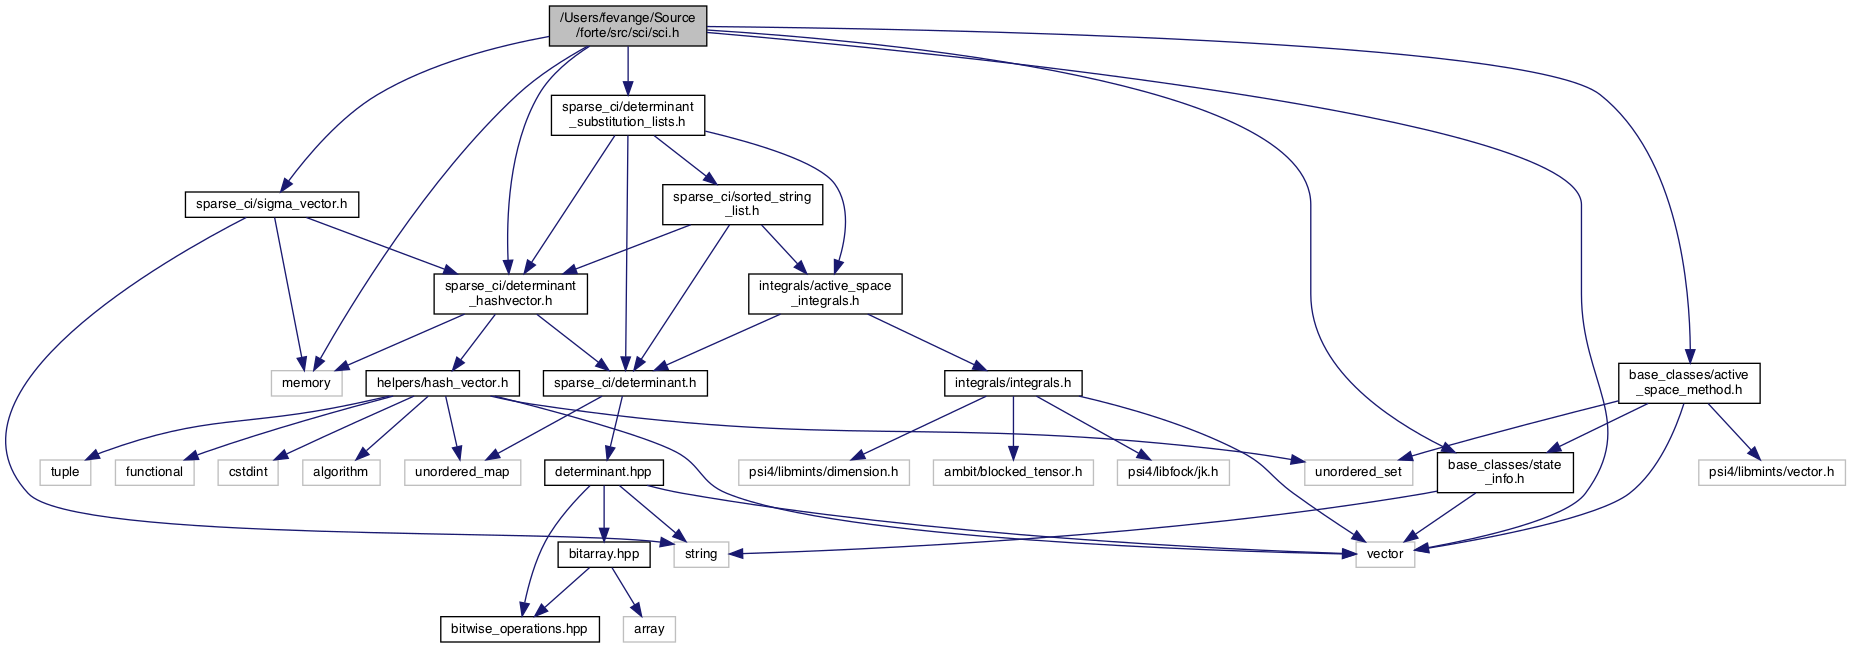 /Users/fevange/Source
/forte/src/sci/sci.h
sparse_ci/determinant
_substitution_lists.h
sparse_ci/sigma_vector.h
sparse_ci/sorted_string
_list.h
sparse_ci/determinant
_hashvector.h
integrals/active_space
_integrals.h
memory
helpers/hash_vector.h
sparse_ci/determinant.h
integrals/integrals.h
base_classes/active
_space_method.h
tuple
functional
cstdint
algorithm
unordered_map
determinant.hpp
psi4/libmints/dimension.h
ambit/blocked_tensor.h
psi4/libfock/jk.h
unordered_set
base_classes/state
_info.h
psi4/libmints/vector.h
bitarray.hpp
string
vector
bitwise_operations.hpp
array